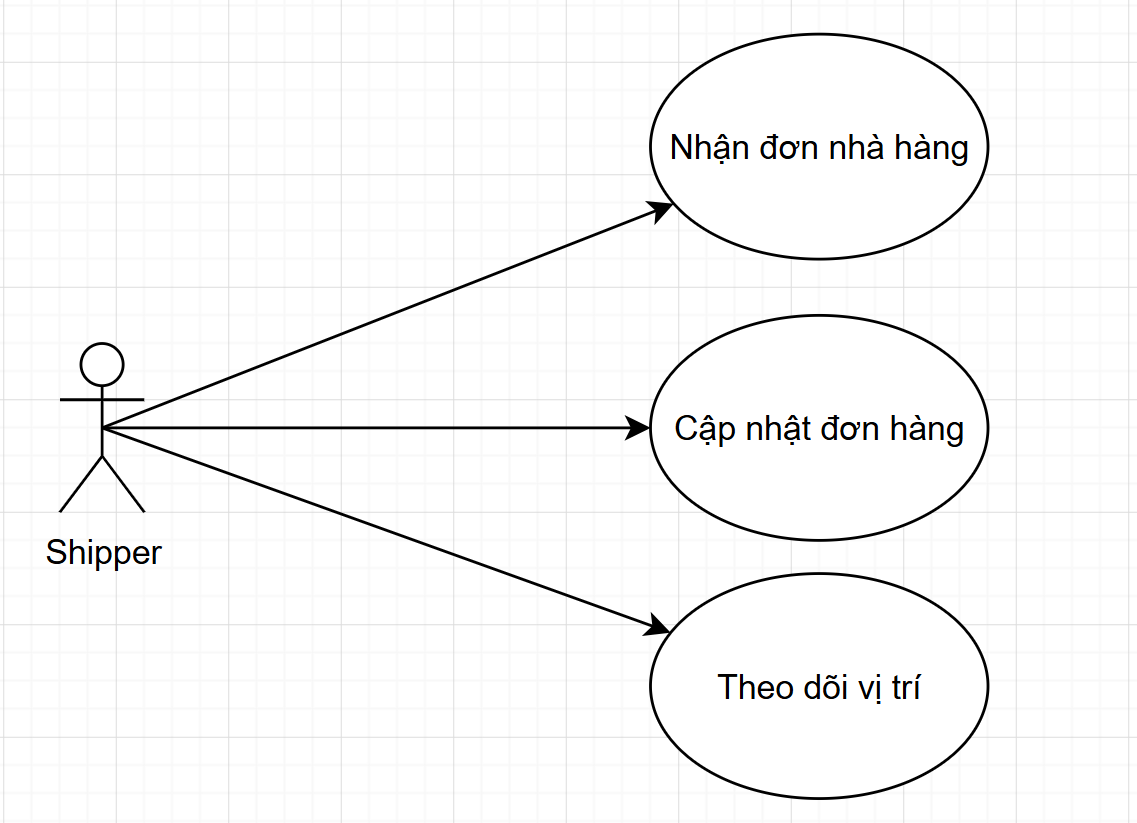 Nhận đơn nhà hàng
Cập nhật đơn hàng
Shipper
Theo dõi vị trí